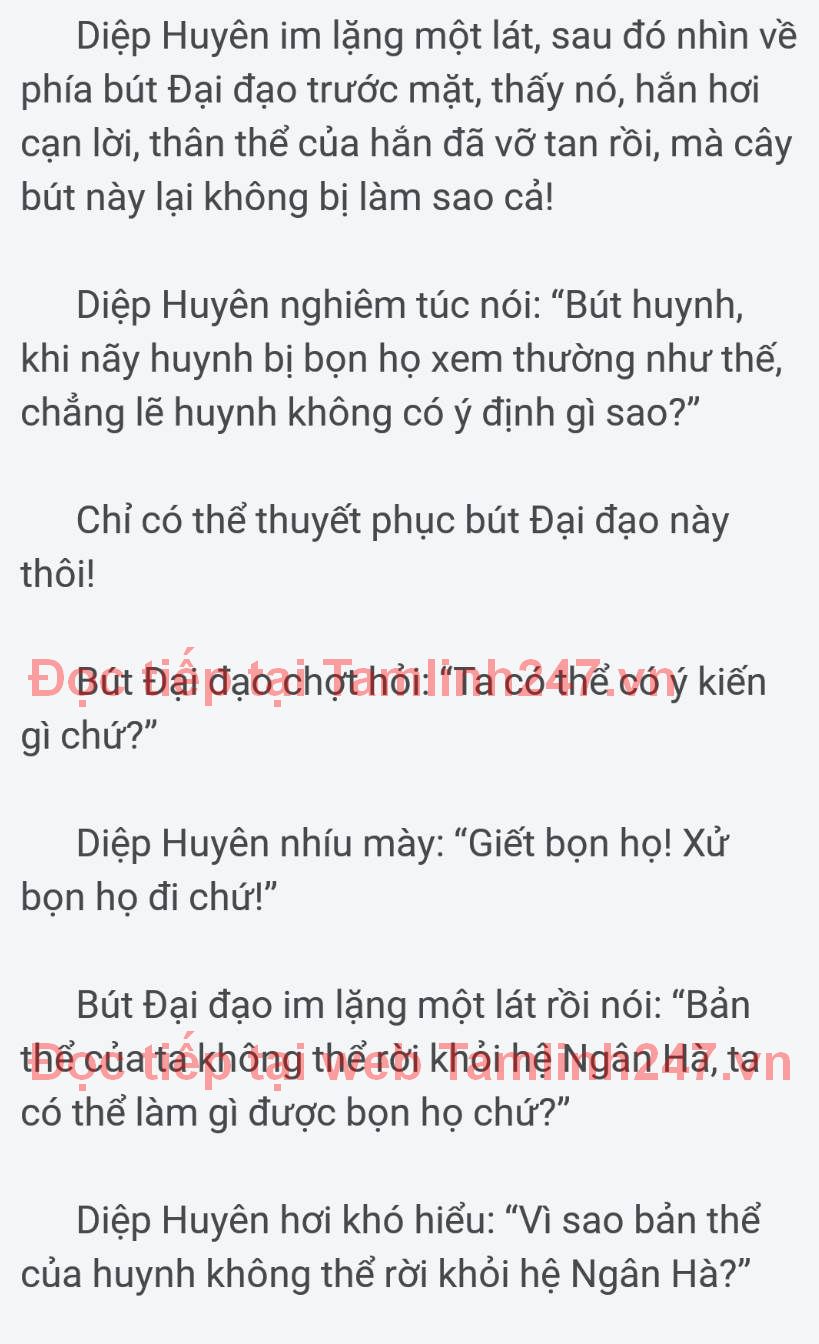 Diệp Huyên im lặng một lát, sau đó nhìn về
phía bút Đại đạo trước mặt, thấy nó, hắn hơi
cạn lời, thân thể của hắn đã vỡ tan rồi, mà cây
bút này lại không bị làm sao cả!
Diệp Huyên nghiêm túc nói: “Bút huynh,
khi nãy huynh bị bọn họ xem thường như thế,
chẳng lẽ huynh không có ý định gì sao?”
Chỉ có thể thuyết phục bút Đại đạo này
thôi!
Bút Đại đạo chợt hỏi: “Ta có thể có ý kiến
Đọc tiếp tại Tamlinh247.vn
gì chứ?”
Diệp Huyên nhíu mày: “Giết bọn họ! Xử
bọn họ đi chứ!”
Bút Đại đạo im lặng một lát rồi nói: “Bản
thể của ta không thể rời khỏi hệ Ngân Hà, ta
Đọc tiếp tại web Tamlinh247.vn
có thể làm gì được bọn họ chứ?”
Diệp Huyên hơi khó hiểu: “Vì sao bản thể
của huynh không thể rời khỏi hệ Ngân Hà?”